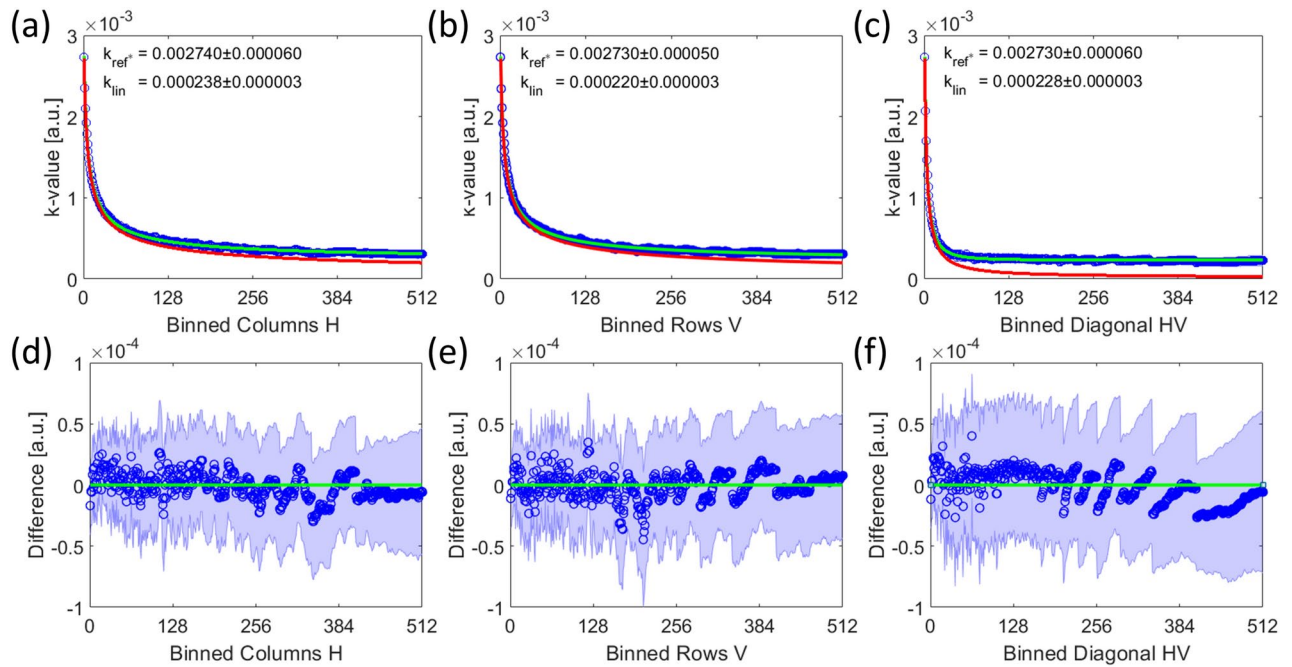 (a)
×10⁻³
k_ref* = 0.002740±0.000060
k_lin = 0.000238±0.000003
k-value [a.u.]
3
2
1
0
0 128 256 384 512
Binned Columns H
(b)
×10⁻³
k_ref* = 0.002730±0.000050
k_lin = 0.000220±0.000003
k-value [a.u.]
3
2
1
0
0 128 256 384 512
Binned Rows V
(c)
×10⁻³
k_ref* = 0.002730±0.000060
k_lin = 0.000228±0.000003
k-value [a.u.]
3
2
1
0
0 128 256 384 512
Binned Diagonal HV
(d)
×10⁻⁴
Difference [a.u.]
1
0.5
0
-0.5
-1
0 128 256 384 512
Binned Columns H
(e)
×10⁻⁴
Difference [a.u.]
1
0.5
0
-0.5
-1
0 128 256 384 512
Binned Rows V
(f)
×10⁻⁴
Difference [a.u.]
1
0.5
0
-0.5
-1
0 128 256 384 512
Binned Diagonal HV